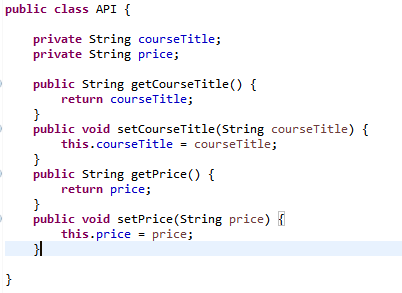 public class API {
private String courseTitle;
private String price;
public String getCourseTitle() {
return courseTitle;
}
public void setCourseTitle(String courseTitle) {
this.courseTitle = courseTitle;
}
public String getPrice() {
return price;
}
public void setPrice(String price) {
this.price = price;
}
}